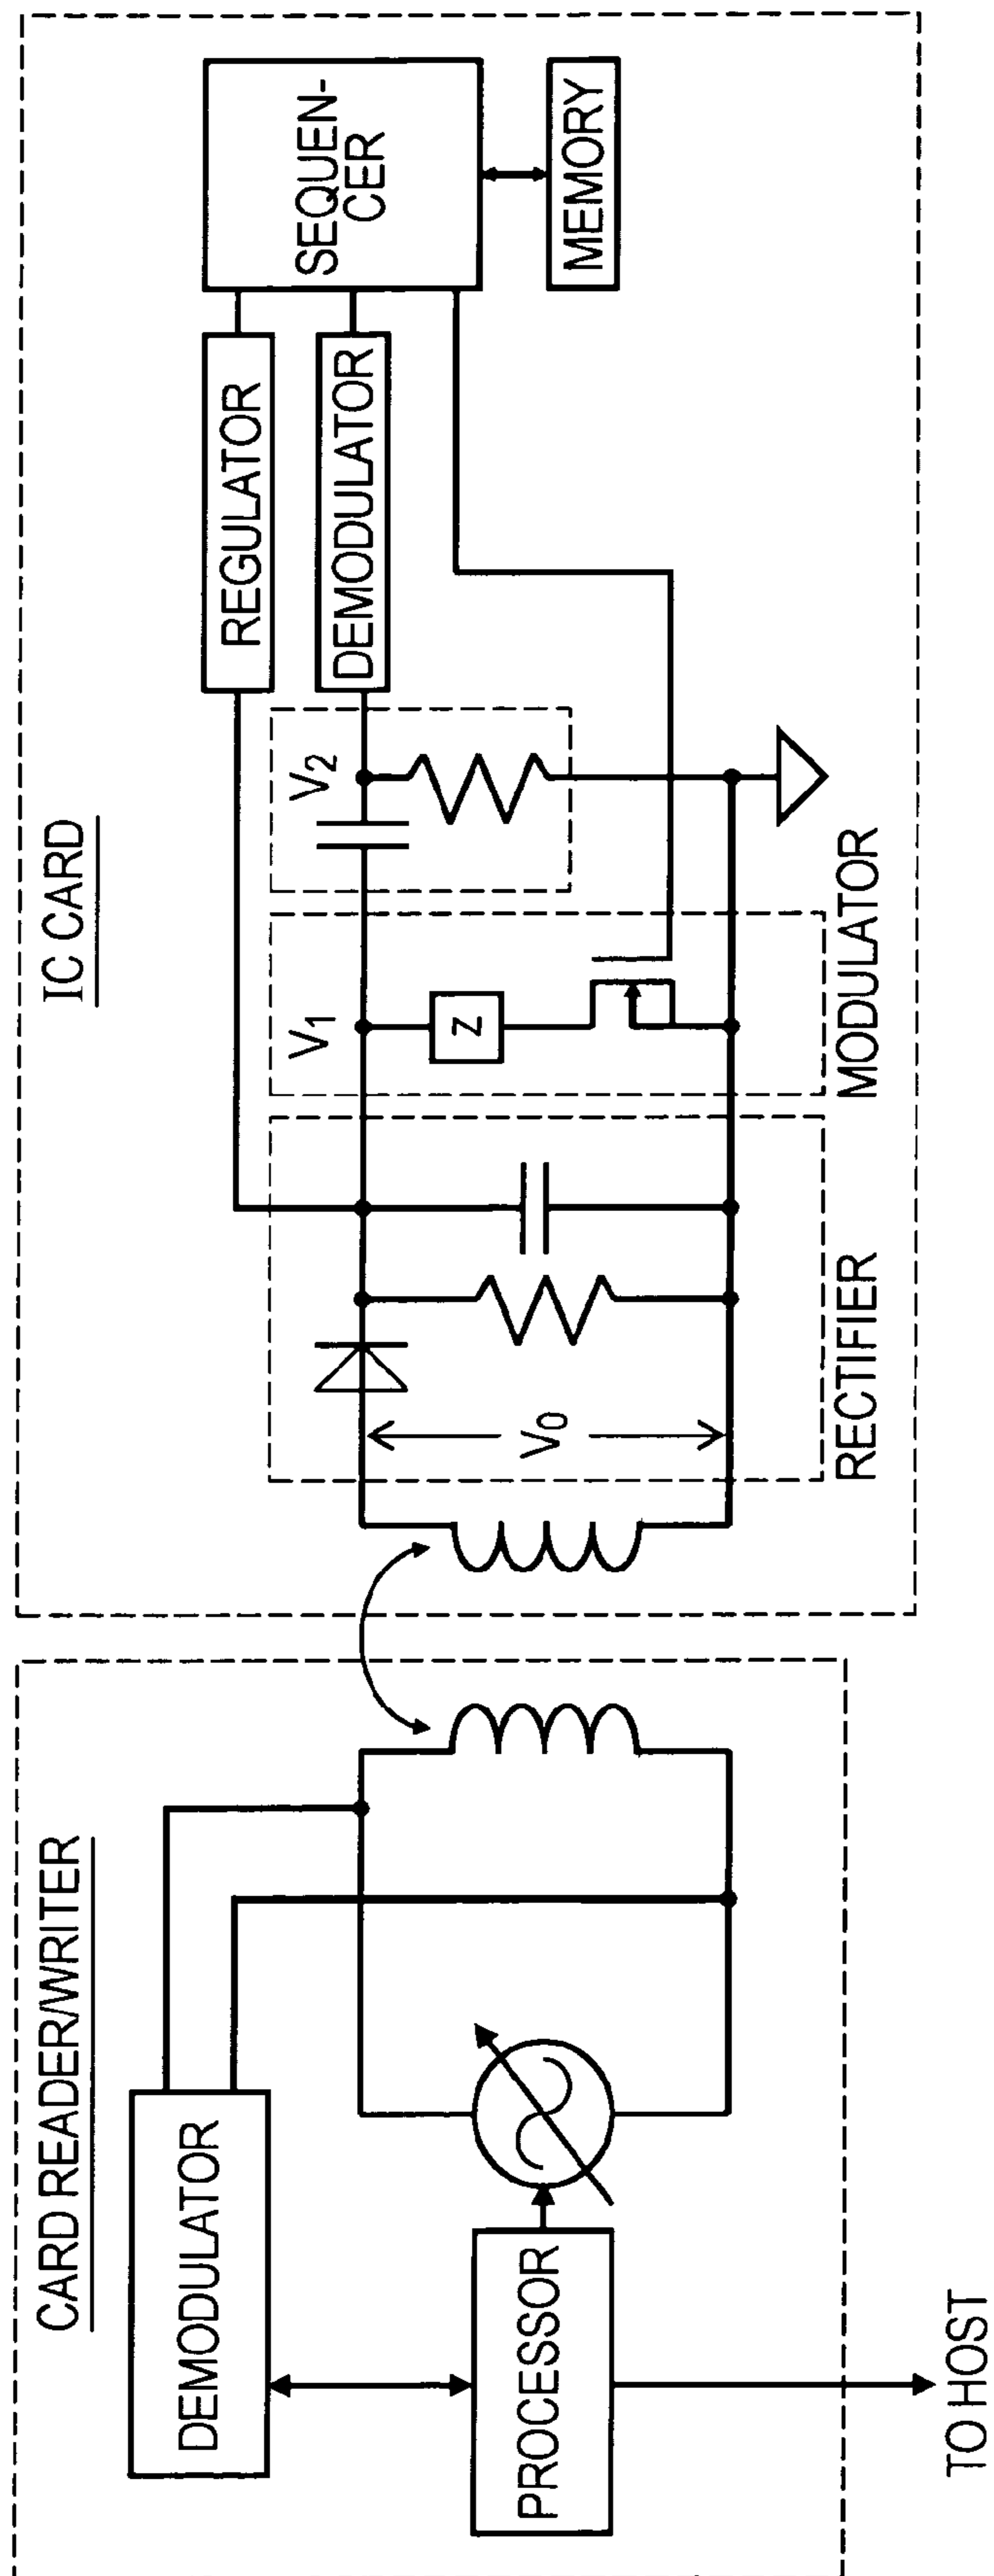 CARD READER/WRITER
DEMODULATOR
PROCESSOR
TO HOST
IC CARD
V0
RECTIFIER
V1
Z
MODULATOR
V2
REGULATOR
DEMODULATOR
SEQUEN-
CER
MEMORY